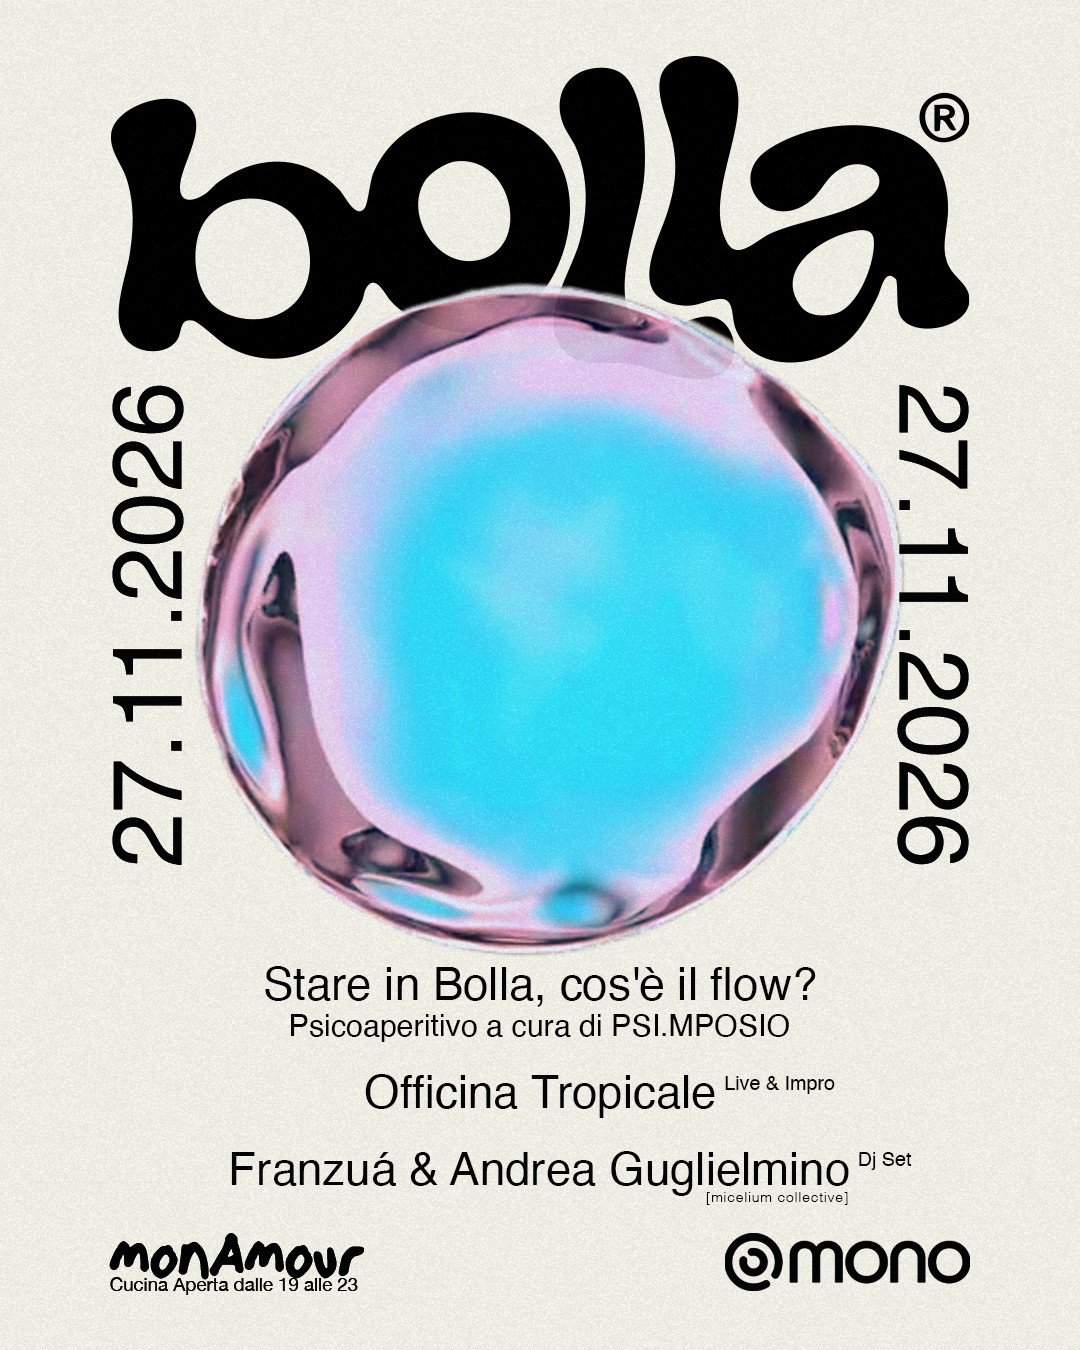 bolla®
27.11.2026
27.11.2026
Stare in Bolla, cos'è il flow?
Psicoaperitivo a cura di PSI.MPOSIO
Officina Tropicale Live & Impro
Franzuá & Andrea Guglielmino Dj Set
[micelium collective]
monAmour
Cucina Aperta dalle 19 alle 23
@mono